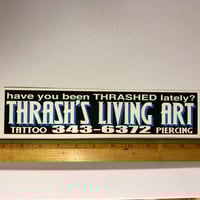 have you been THRASHED lately?
THRASH'S LIVING ART
TATTOO 343-6372 PIERCING